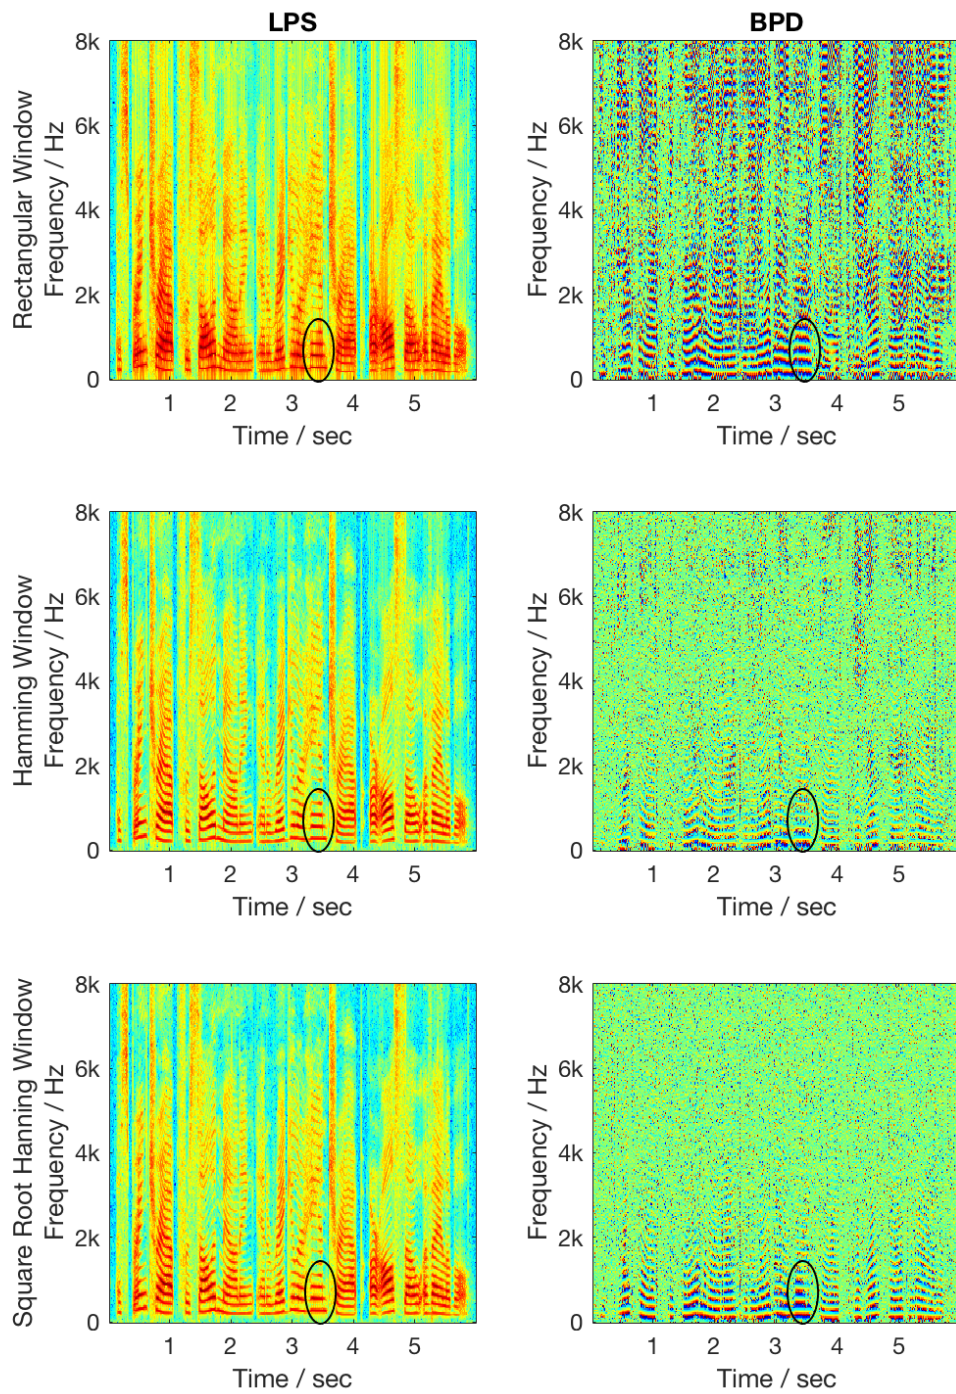 LPS BPD
8k 8k
6k 6k
4k 4k
2k 2k
0 0
Rectangular Window
Frequency / Hz Frequency / Hz
1 2 3 4 5 1 2 3 4 5
Time / sec Time / sec
8k 8k
6k 6k
4k 4k
2k 2k
0 0
Hamming Window
Frequency / Hz Frequency / Hz
1 2 3 4 5 1 2 3 4 5
Time / sec Time / sec
8k 8k
6k 6k
4k 4k
2k 2k
0 0
Square Root Hanning Window
Frequency / Hz Frequency / Hz
1 2 3 4 5 1 2 3 4 5
Time / sec Time / sec